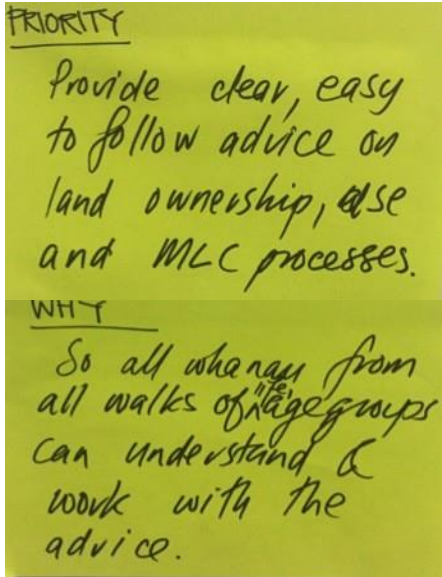 PRIORITY
Provide clear, easy
to follow advice on
land ownership, use
and MLC processes.
WHY
So all whanau from
all walks of "life" age groups
can understand &
work with the
advice.